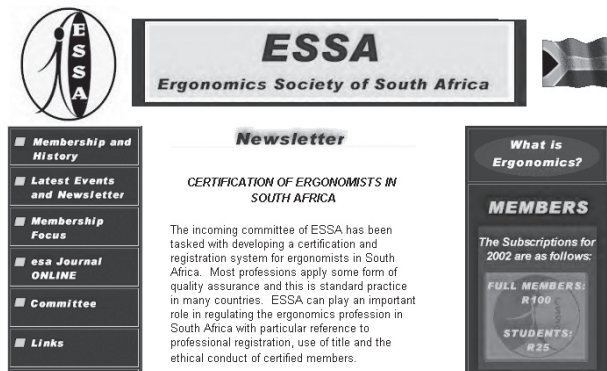 ESSA
ESSA
Ergonomics Society of South Africa
Membership and
History
Latest Events
and Newsletter
Membership
Focus
esa Journal
ONLINE
Committee
Links
Newsletter
CERTIFICATION OF ERGONOMISTS IN
SOUTH AFRICA
The incoming committee of ESSA has been
tasked with developing a certification and
registration system for ergonomists in South
Africa. Most professions apply some form of
quality assurance and this is standard practice
in many countries. ESSA can play an important
role in regulating the ergonomics profession in
South Africa with particular reference to
professional registration, use of title and the
ethical conduct of certified members.
What is
Ergonomics?
MEMBERS
The Subscriptions for
2002 are as follows:
FULL MEMBERS:
R100
STUDENTS:
R25